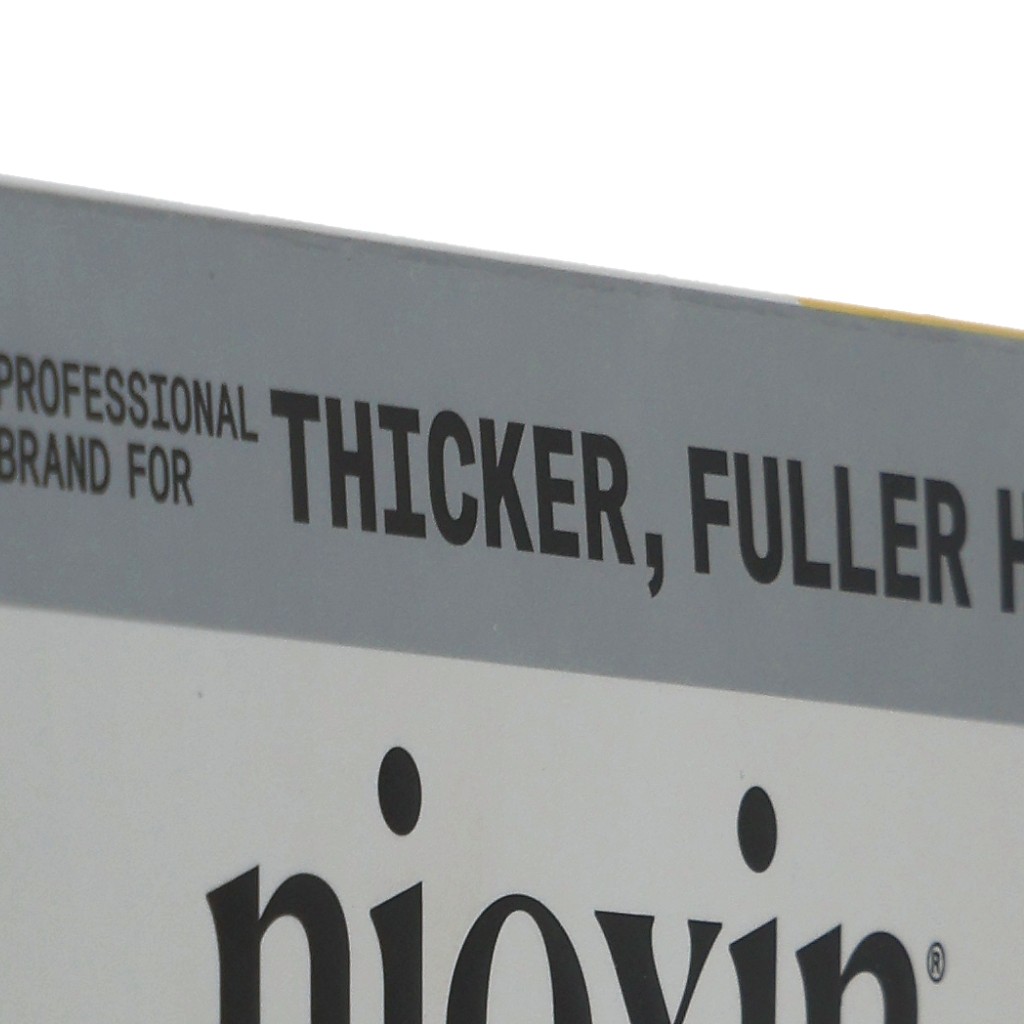 PROFESSIONAL
BRAND FOR
THICKER, FULLER H
nioxin®